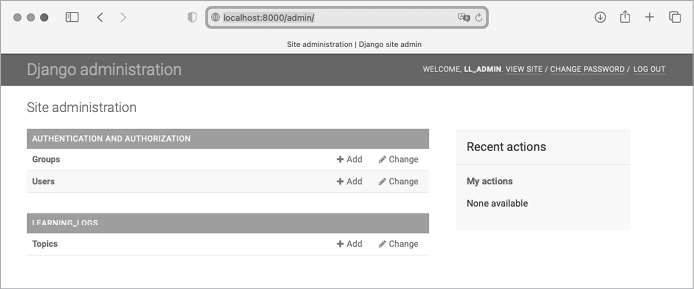 localhost:8000/admin/
Site administration | Django site admin
Django administration
WELCOME, LL_ADMIN. VIEW SITE / CHANGE PASSWORD / LOG OUT
Site administration
AUTHENTICATION AND AUTHORIZATION
Groups Add Change
Users Add Change
LEARNING_LOGS
Topics Add Change
Recent actions
My actions
None available